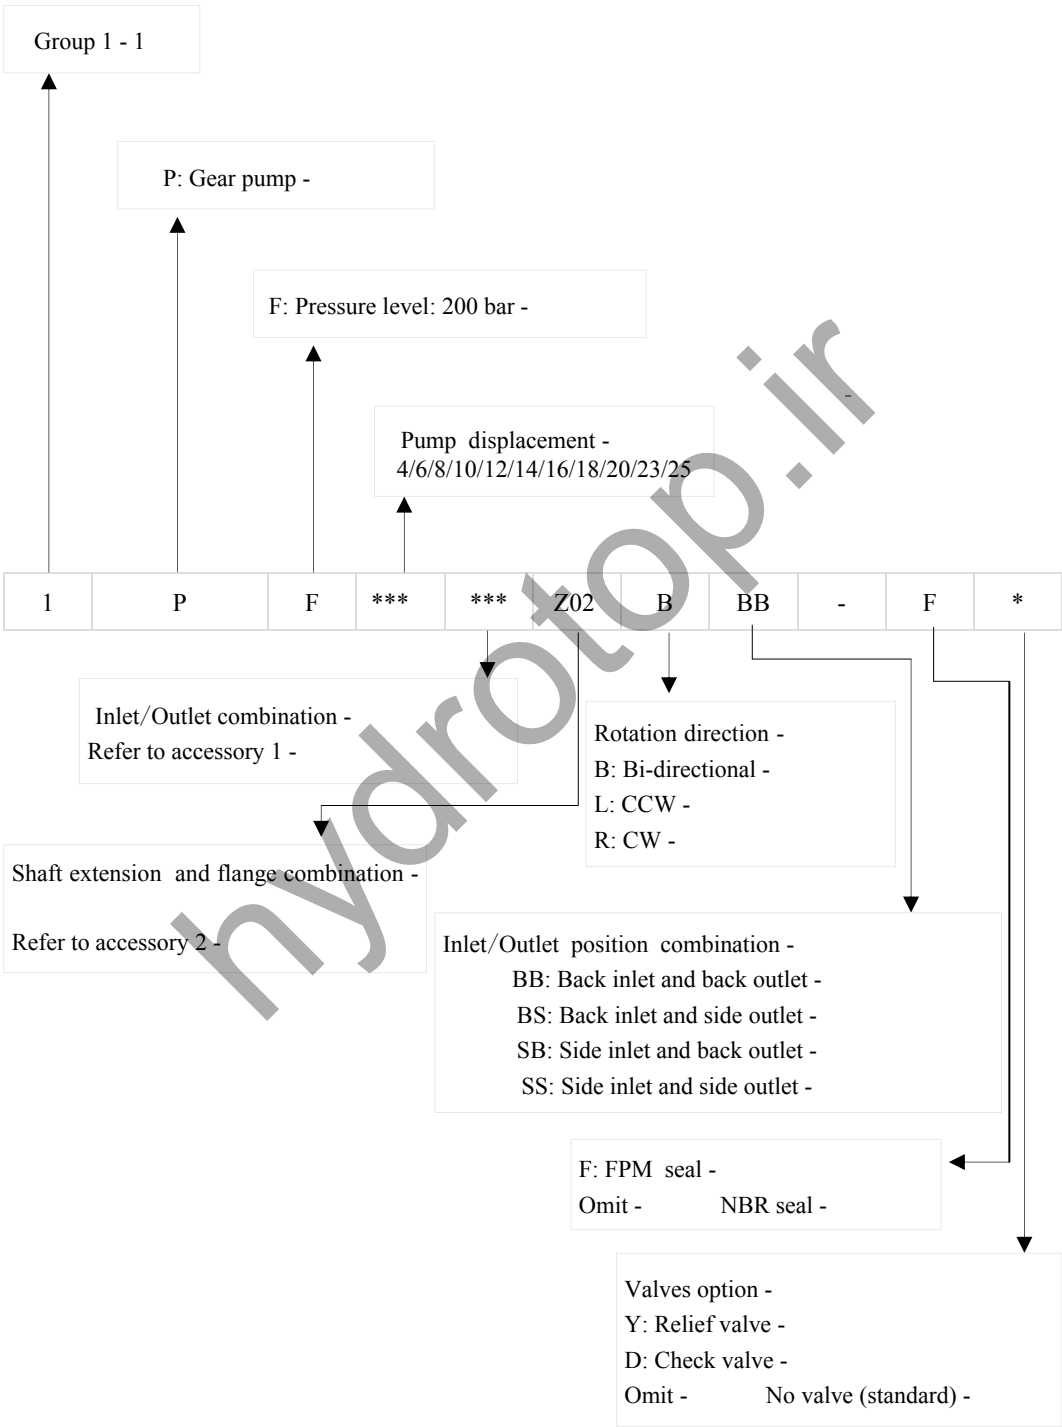 Group 1 - 1
P: Gear pump -
F: Pressure level: 200 bar -
-
Pump displacement -
4/6/8/10/12/14/16/18/20/23/25
1 P F *** *** Z02 B BB - F *
Inlet/Outlet combination -
Refer to accessory 1 -
Rotation direction -
B: Bi-directional -
L: CCW -
R: CW -
Shaft extension and flange combination -
Refer to accessory 2 -
Inlet/Outlet position combination -
BB: Back inlet and back outlet -
BS: Back inlet and side outlet -
SB: Side inlet and back outlet -
SS: Side inlet and side outlet -
F: FPM seal -
Omit - NBR seal -
Valves option -
Y: Relief valve -
D: Check valve -
Omit - No valve (standard) -
hydrotop.ir